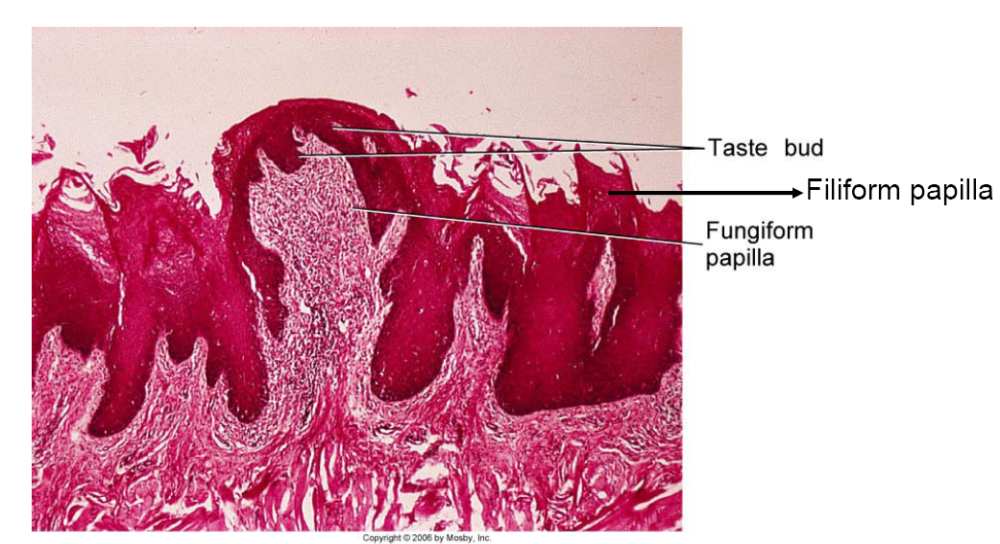 Taste bud
Filiform papilla
Fungiform
papilla
Copyright © 2006 by Mosby, Inc.